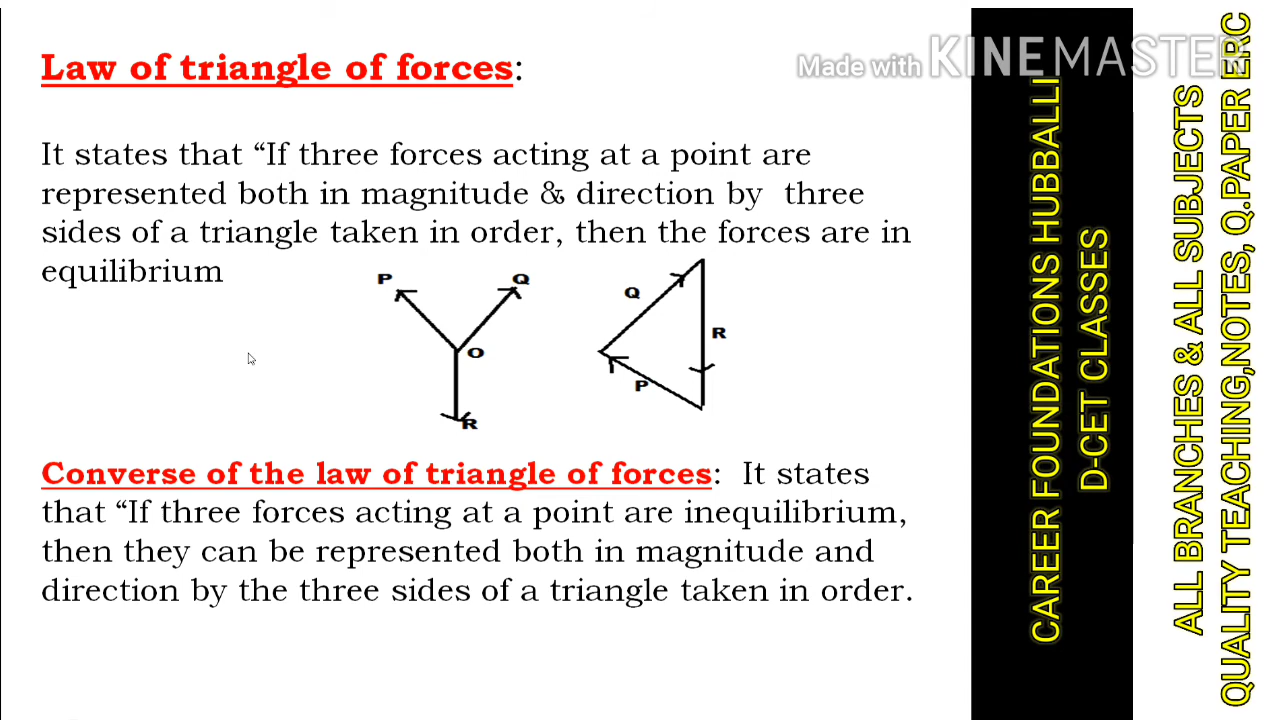 Law of triangle of forces:
Made with KINEMASTER
It states that “If three forces acting at a point are
represented both in magnitude & direction by three
sides of a triangle taken in order, then the forces are in
equilibrium
P
Q
O
R
Q
R
P
Converse of the law of triangle of forces: It states
that “If three forces acting at a point are inequilibrium,
then they can be represented both in magnitude and
direction by the three sides of a triangle taken in order.
CAREER FOUNDATIONS HUBBALLI
D-CET CLASSES
ALL BRANCHES & ALL SUBJECTS
QUALITY TEACHING,NOTES, Q.PAPER ERC